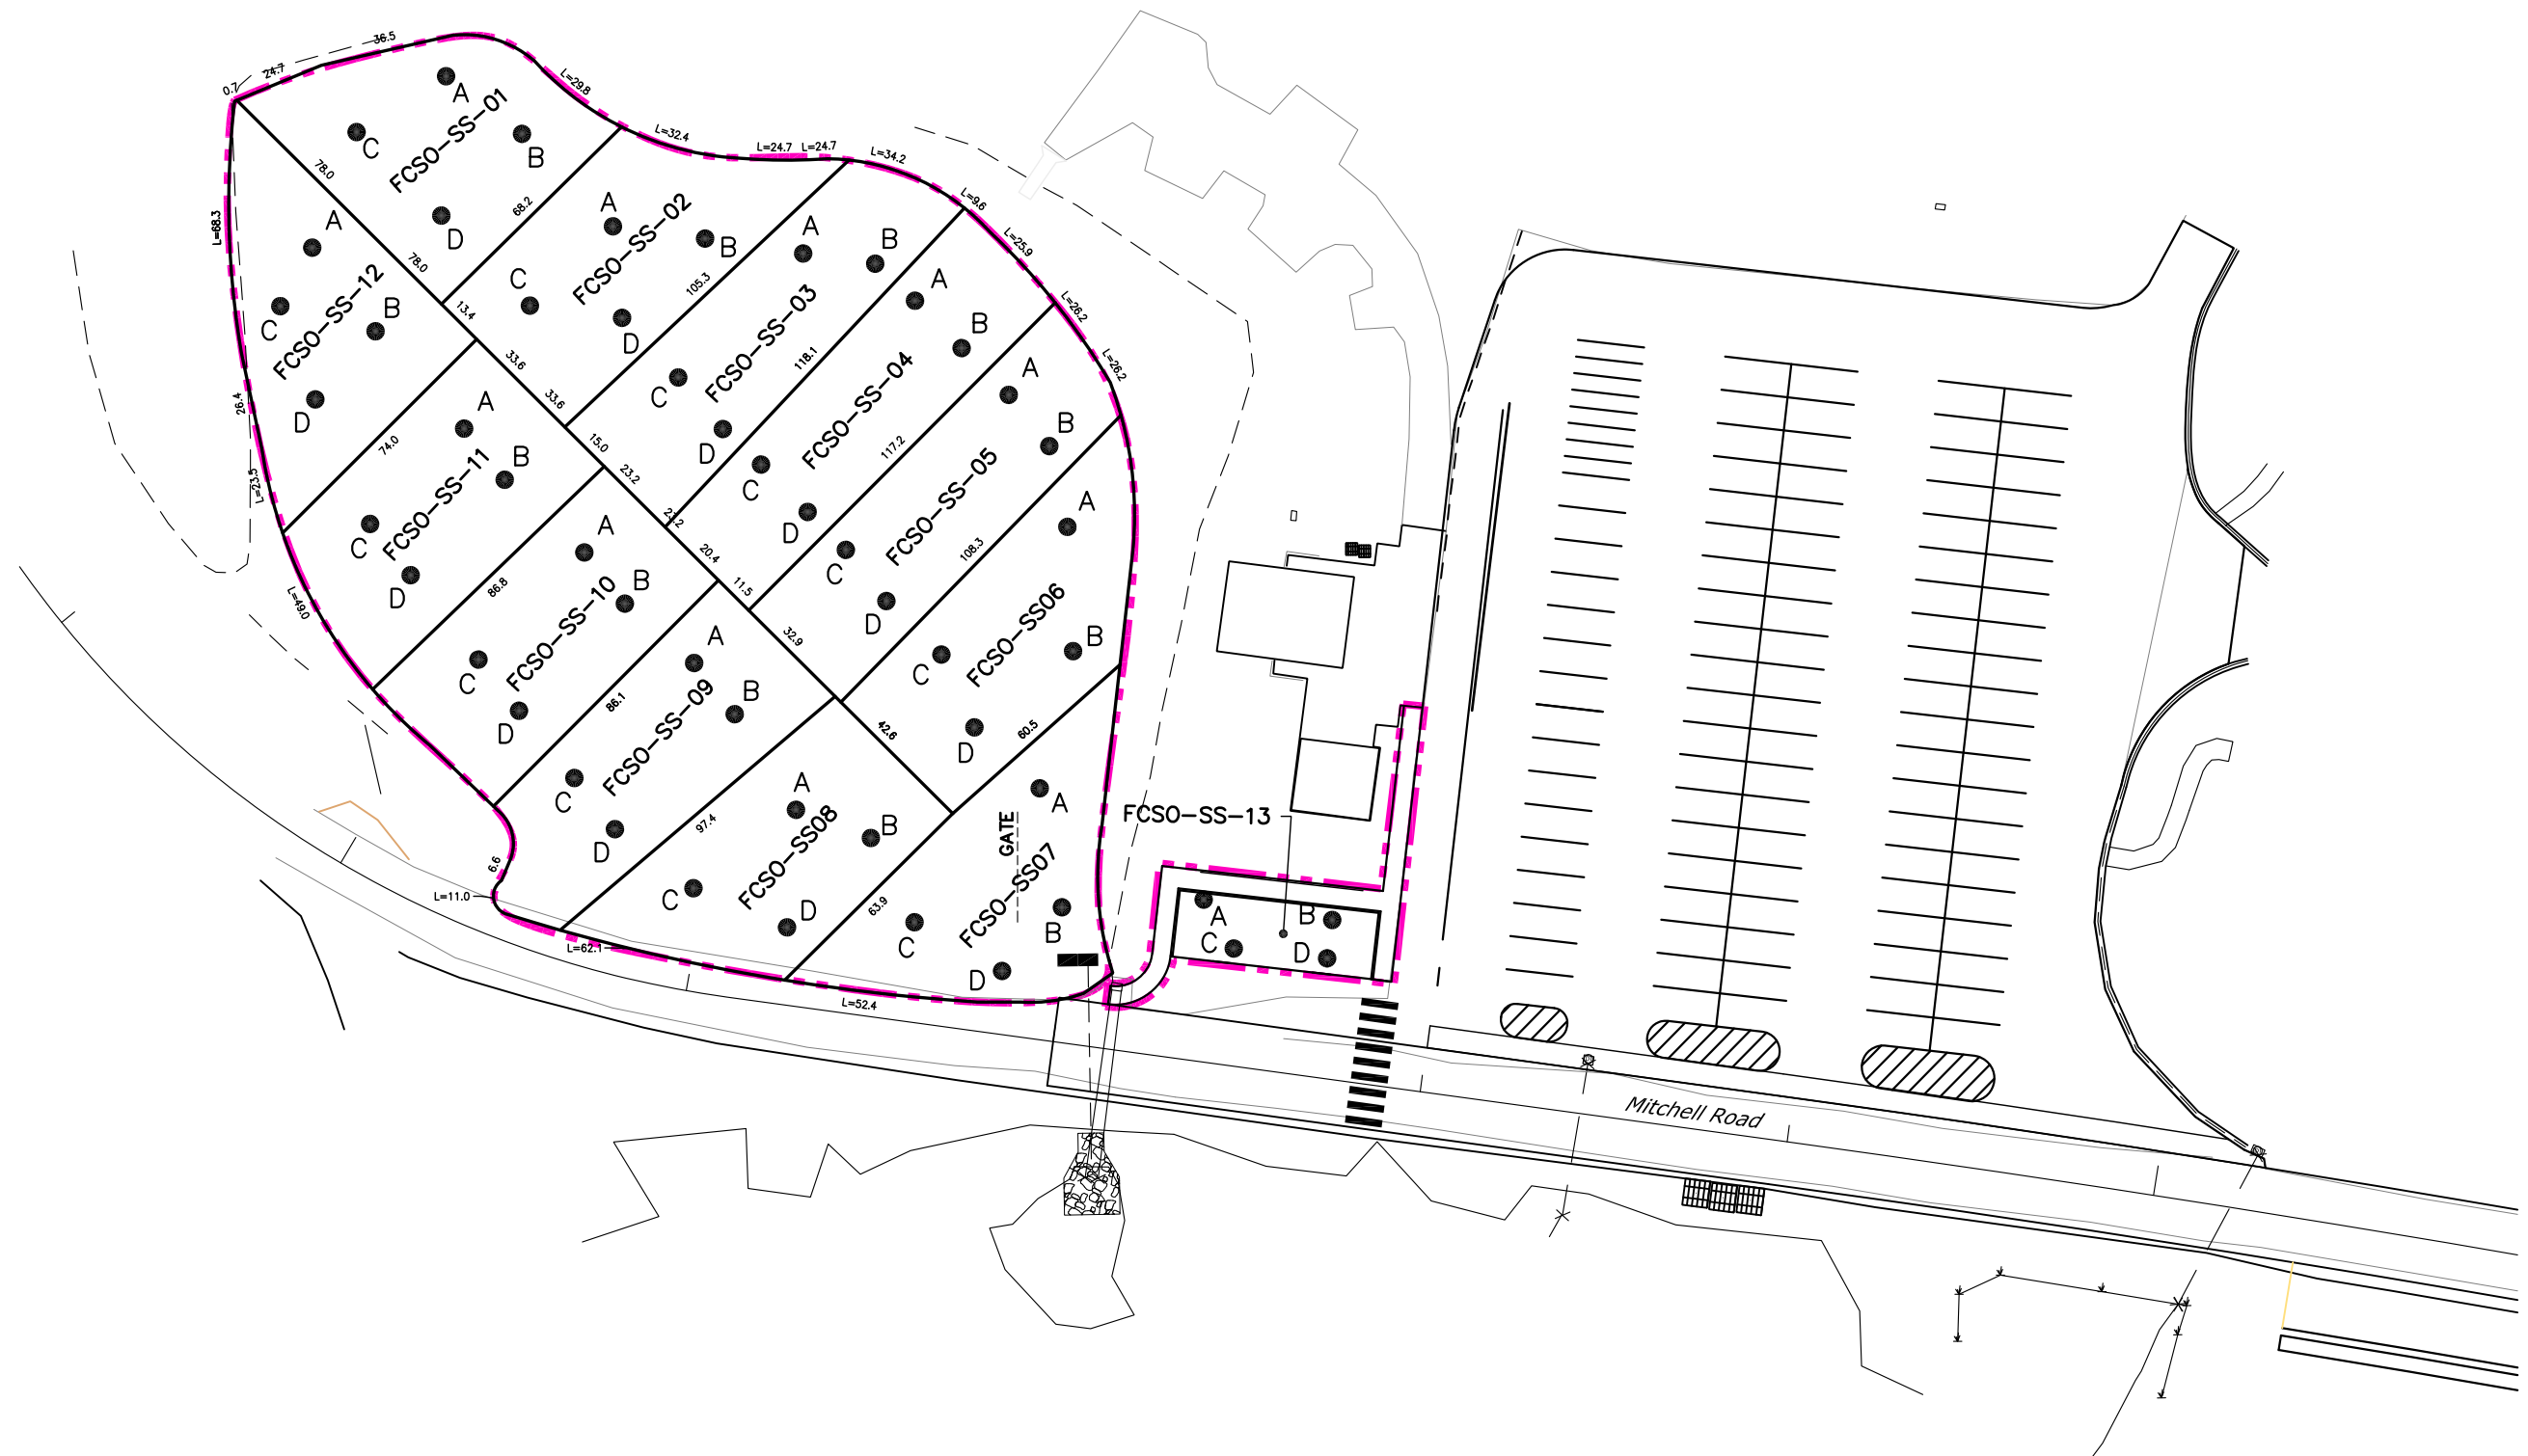 36.5
24.7
0.7
L=29.8
A
FCSO-SS-01
C
B
D
L=32.4
L=24.7
L=24.7
L=34.2
L=9.6
L=25.9
L=26.2
L=26.2
78.0
68.2
L=68.3
78.0
A
FCSO-SS-02
B
C
D
105.3
A
B
FCSO-SS-03
C
D
118.1
A
B
FCSO-SS-04
C
D
117.2
A
B
FCSO-SS-05
C
D
108.3
A
FCSO-SS06
B
C
D
60.5
A
FCSO-SS-12
B
C
D
13.4
33.6
33.6
15.0
23.2
23.2
20.4
11.5
32.9
42.6
26.4
L=23.5
74.0
A
B
FCSO-SS-11
C
D
86.8
L=49.0
A
B
FCSO-SS-10
C
D
86.1
A
B
FCSO-SS-09
C
D
97.4
6.6
L=11.0
L=62.1
A
B
FCSO-SS08
C
D
63.9
L=52.4
GATE
A
FCSO-SS07
B
C
D
FCSO-SS-13
A
B
C
D
Mitchell Road